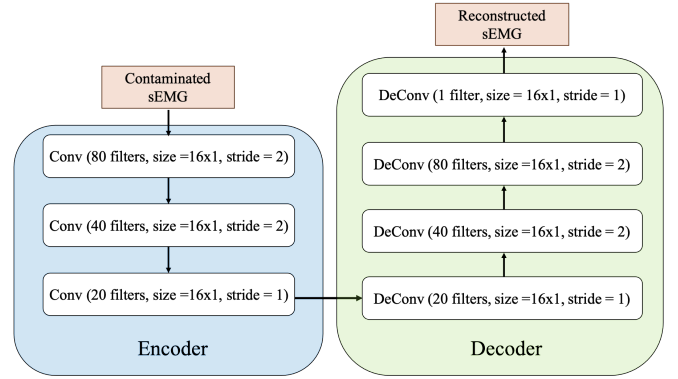 Contaminated
sEMG
Conv (80 filters, size =16x1, stride = 2)
Conv (40 filters, size =16x1, stride = 2)
Conv (20 filters, size =16x1, stride = 1)
Encoder
Reconstructed
sEMG
DeConv (1 filter, size = 16x1, stride = 1)
DeConv (80 filters, size =16x1, stride = 2)
DeConv (40 filters, size =16x1, stride = 2)
DeConv (20 filters, size =16x1, stride = 1)
Decoder